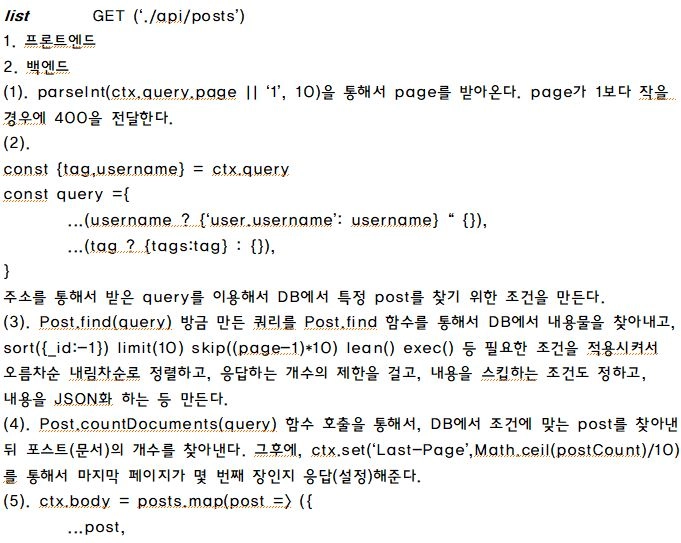 list GET (‘./api/posts’)
1. 프론트엔드
2. 백엔드
(1). parseInt(ctx.query.page || ‘1’, 10)을 통해서 page를 받아온다. page가 1보다 작을
경우에 400을 전달한다.
(2).
const {tag,username} = ctx.query
const query ={
...(username ? {‘user.username’: username} “ {}),
...(tag ? {tags:tag} : {}),
}
주소를 통해서 받은 query를 이용해서 DB에서 특정 post를 찾기 위한 조건을 만든다.
(3). Post.find(query) 방금 만든 쿼리를 Post.find 함수를 통해서 DB에서 내용물을 찾아내고,
sort({_id:-1}) limit(10) skip((page-1)*10) lean() exec() 등 필요한 조건을 적용시켜서
오름차순 내림차순로 정렬하고, 응답하는 개수의 제한을 걸고, 내용을 스킵하는 조건도 정하고,
내용을 JSON화 하는 등 만든다.
(4). Post.countDocuments(query) 함수 호출을 통해서, DB에서 조건에 맞는 post를 찾아낸
뒤 포스트(문서)의 개수를 찾아낸다. 그후에, ctx.set(‘Last-Page’,Math.ceil(postCount)/10)
를 통해서 마지막 페이지가 몇 번째 장인지 응답(설정)해준다.
(5). ctx.body = posts.map(post => ({
...post,